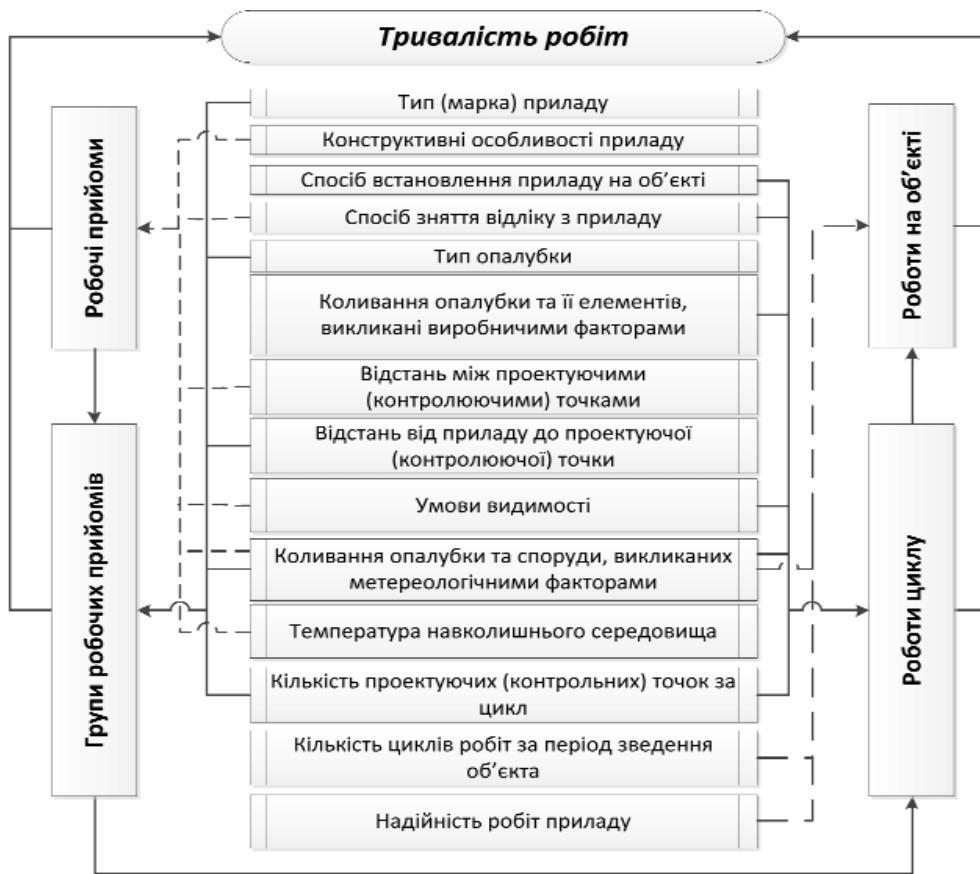 Тривалість робіт
Робочі прийоми
Групи робочих прийомів
Тип (марка) приладу
Конструктивні особливості приладу
Спосіб встановлення приладу на об’єкті
Спосіб зняття відліку з приладу
Тип опалубки
Коливання опалубки та її елементів,
викликані виробничими факторами
Відстань між проектуючими
(контролюючими) точками
Відстань від приладу до проектуючої
(контролюючої) точки
Умови видимості
Коливання опалубки та споруди, викликаних
метереологічними факторами
Температура навколишнього середовища
Кількість проектуючих (контрольних) точок за
цикл
Кількість циклів робіт за період зведення
об’єкта
Надійність робіт приладу
Роботи на об’єкті
Роботи циклу